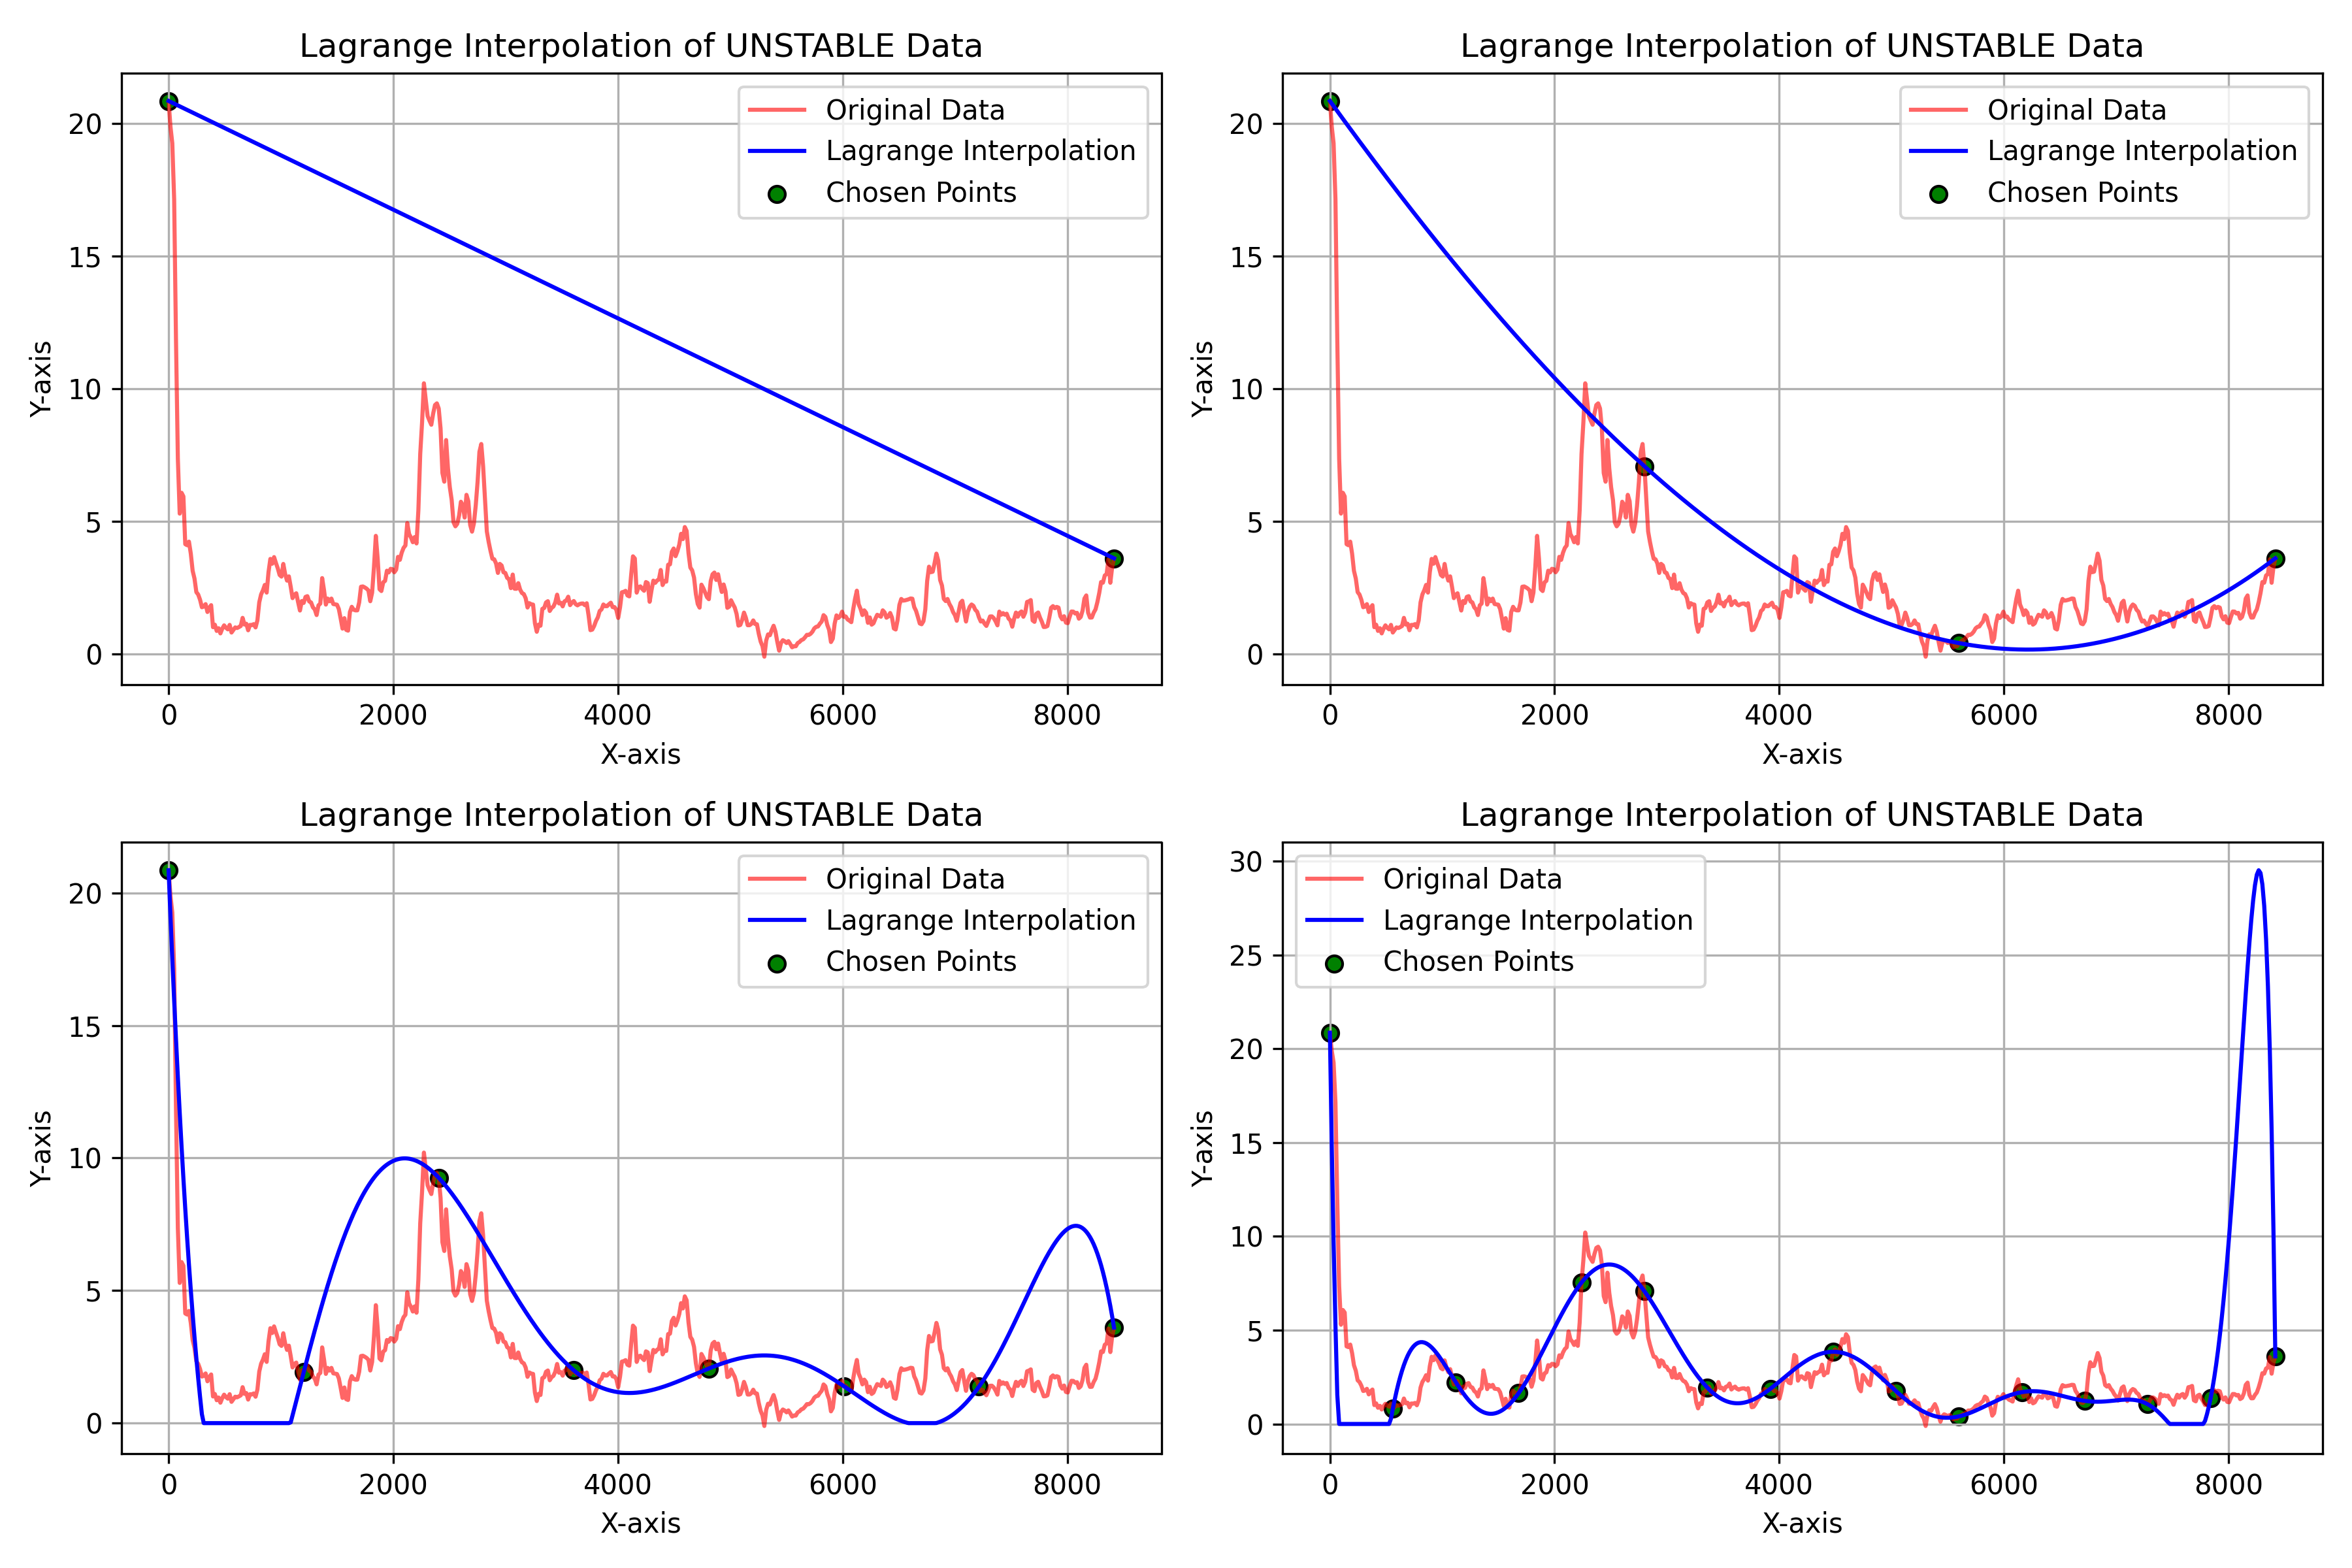 Lagrange Interpolation of UNSTABLE Data
Original Data
Lagrange Interpolation
Chosen Points
20
15
10
5
0
Y-axis
0 2000 4000 6000 8000
X-axis
Lagrange Interpolation of UNSTABLE Data
Original Data
Lagrange Interpolation
Chosen Points
20
15
10
5
0
Y-axis
0 2000 4000 6000 8000
X-axis
Lagrange Interpolation of UNSTABLE Data
Original Data
Lagrange Interpolation
Chosen Points
20
15
10
5
0
Y-axis
0 2000 4000 6000 8000
X-axis
Lagrange Interpolation of UNSTABLE Data
Original Data
Lagrange Interpolation
Chosen Points
30
25
20
15
10
5
0
Y-axis
0 2000 4000 6000 8000
X-axis